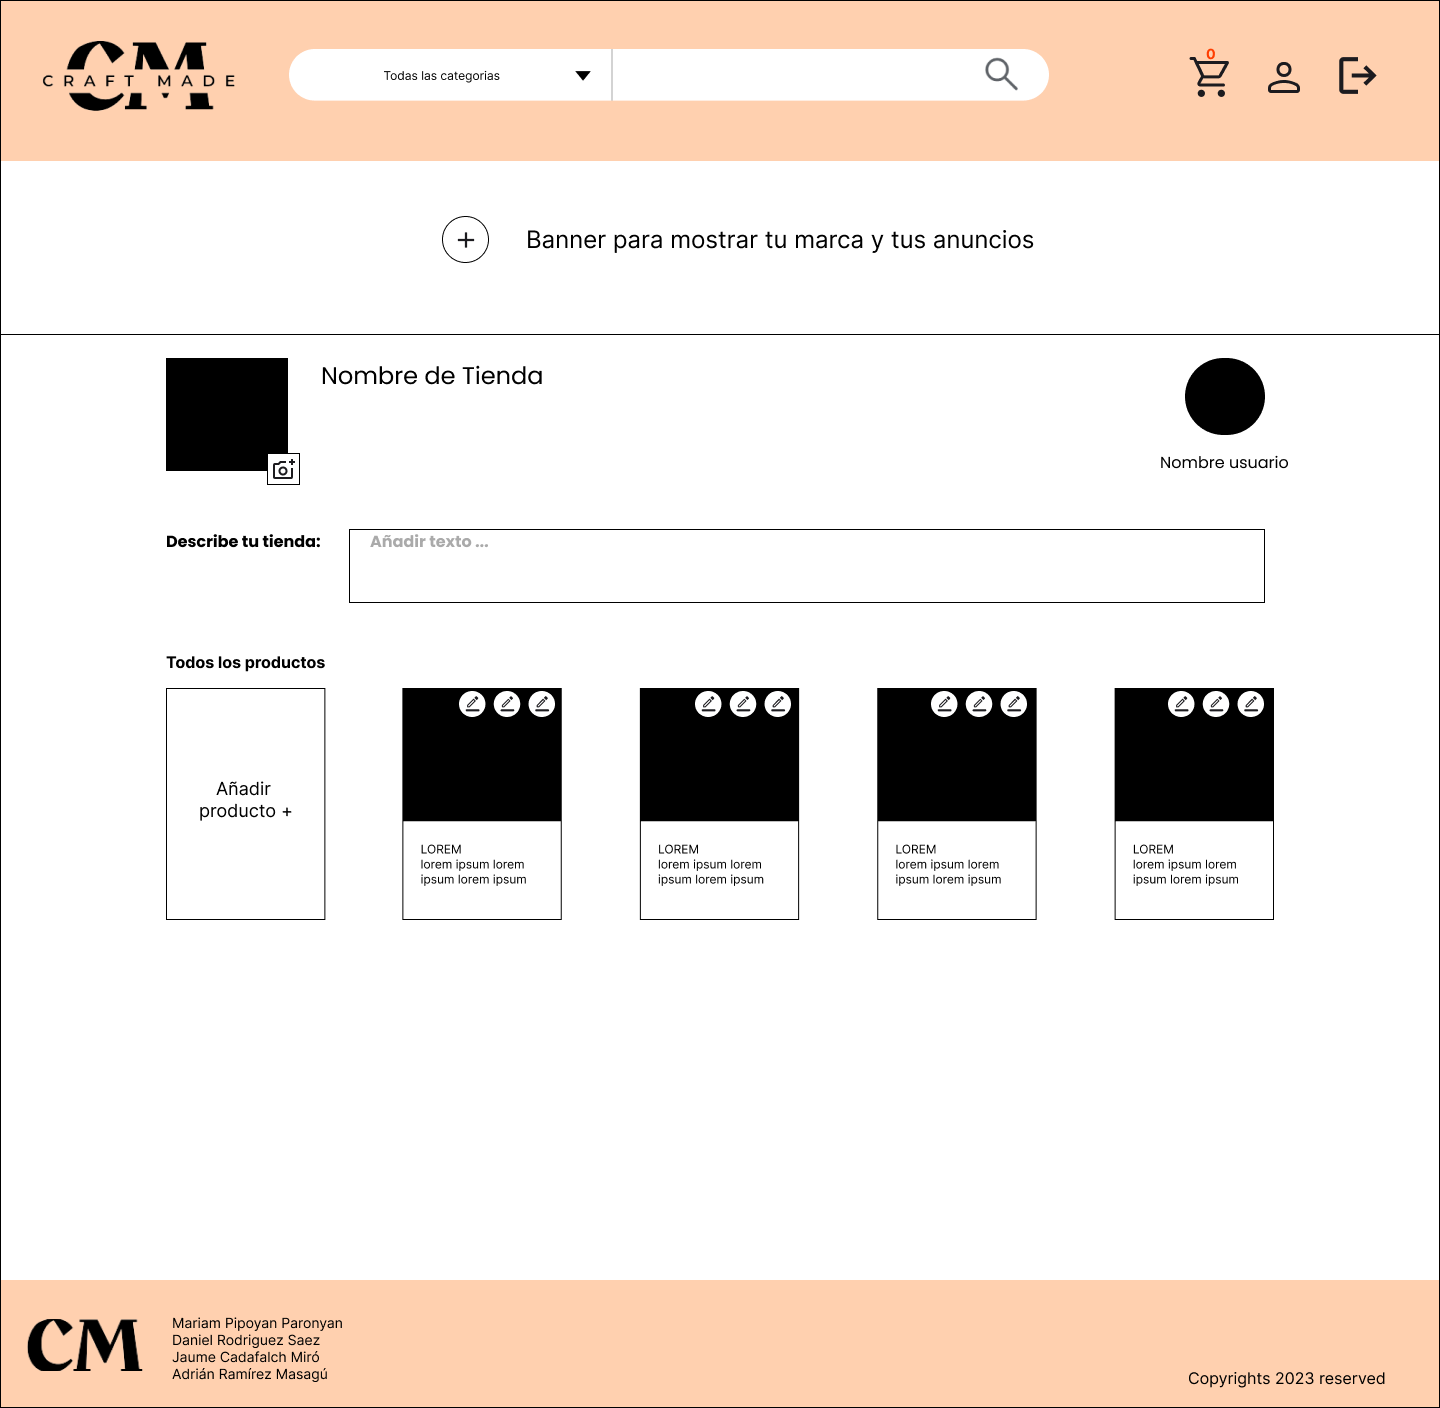 CM
CRAFT MADE
Todas las categorias
0
Banner para mostrar tu marca y tus anuncios
Nombre de Tienda
Nombre usuario
Describe tu tienda:
Añadir texto ...
Todos los productos
Añadir
producto +
LOREM
lorem ipsum lorem
ipsum lorem ipsum
LOREM
lorem ipsum lorem
ipsum lorem ipsum
LOREM
lorem ipsum lorem
ipsum lorem ipsum
LOREM
lorem ipsum lorem
ipsum lorem ipsum
CM
Mariam Pipoyan Paronyan
Daniel Rodriguez Saez
Jaume Cadafalch Miró
Adrián Ramírez Masagú
Copyrights 2023 reserved